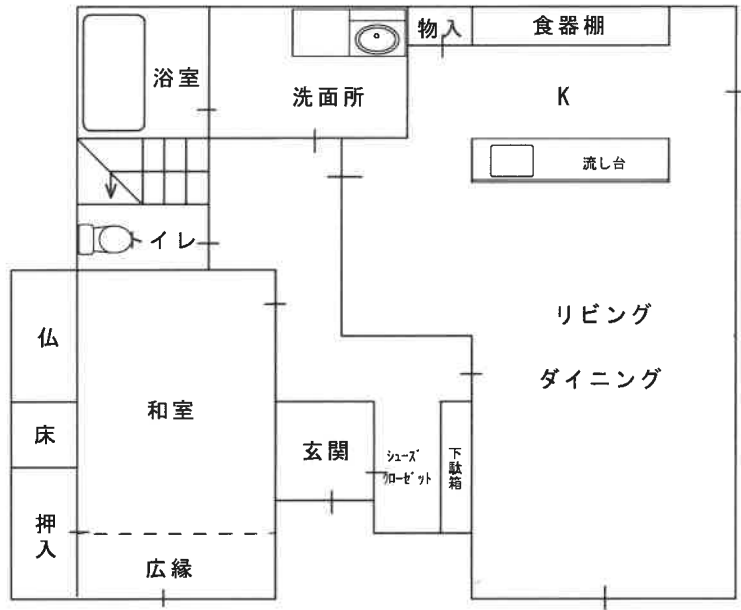 物入
食器棚
浴室
洗面所
K
流し台
トイレ
仏
リビング
ダイニング
和室
床
玄関
シューズ
クローゼット
下駄箱
押入
広縁